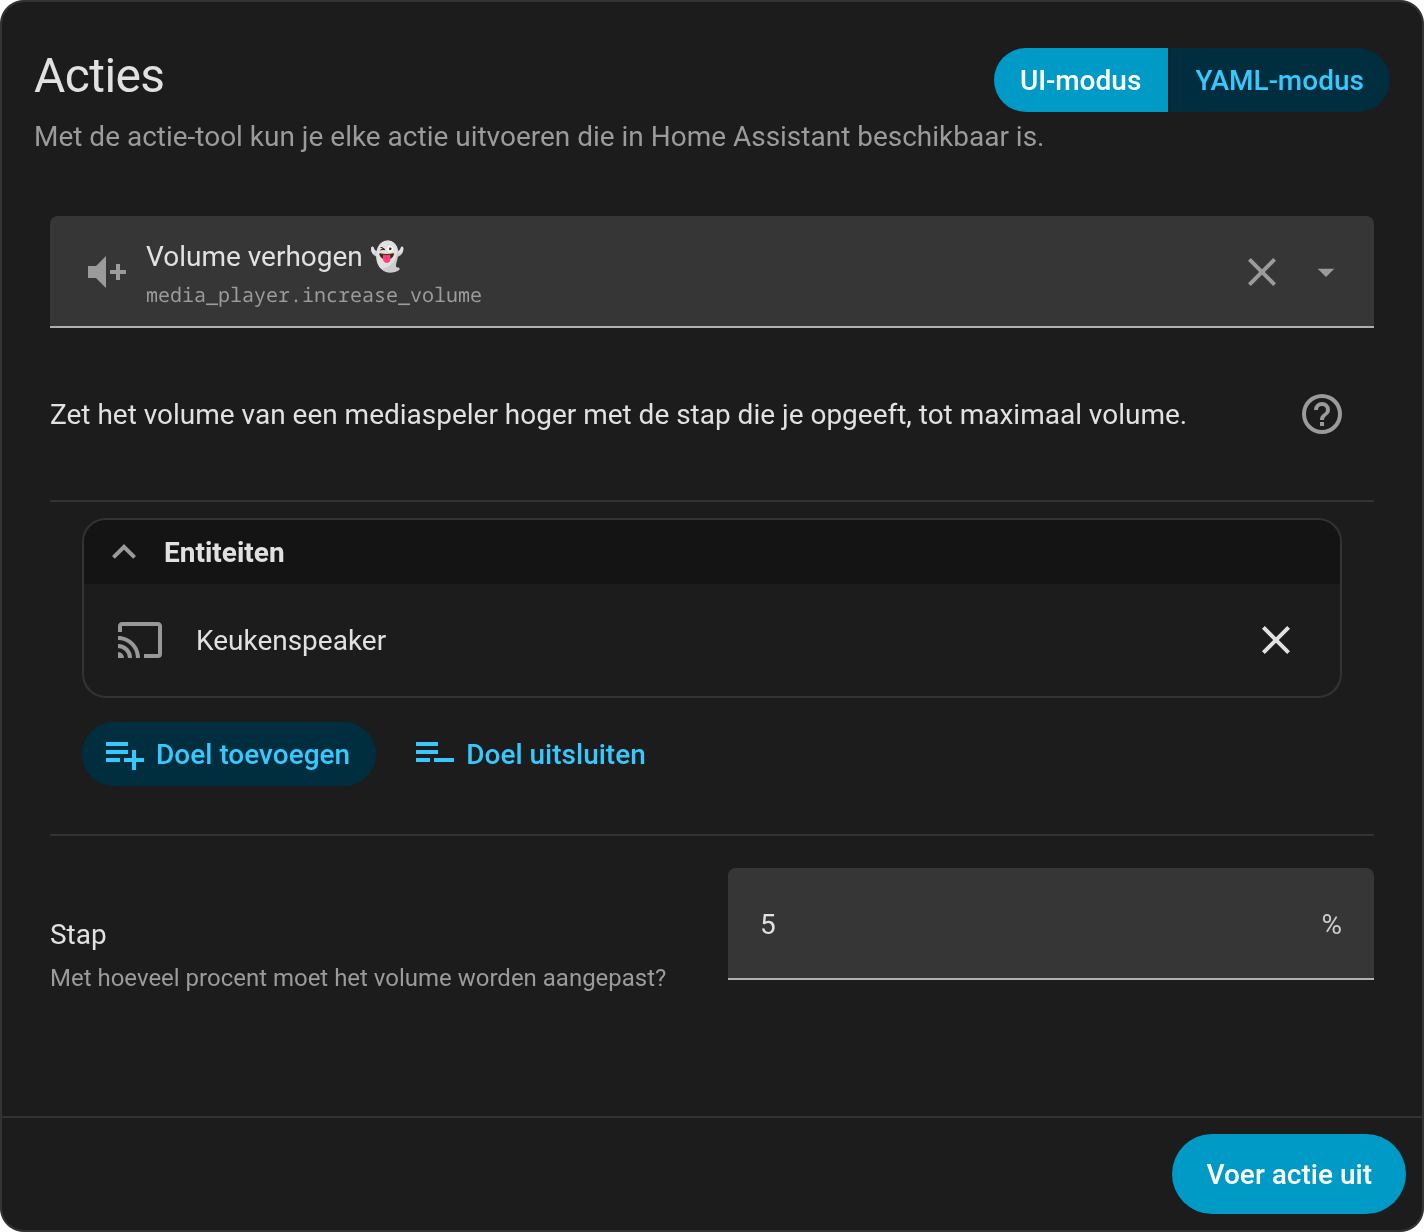 Acties
UI-modus
YAML-modus
Met de actie-tool kun je elke actie uitvoeren die in Home Assistant beschikbaar is.
Volume verhogen 👻
media_player.increase_volume
Zet het volume van een mediaspeler hoger met de stap die je opgeeft, tot maximaal volume.
Entiteiten
Keukenspeaker
Doel toevoegen
Doel uitsluiten
Stap
Met hoeveel procent moet het volume worden aangepast?
5 %
Voer actie uit